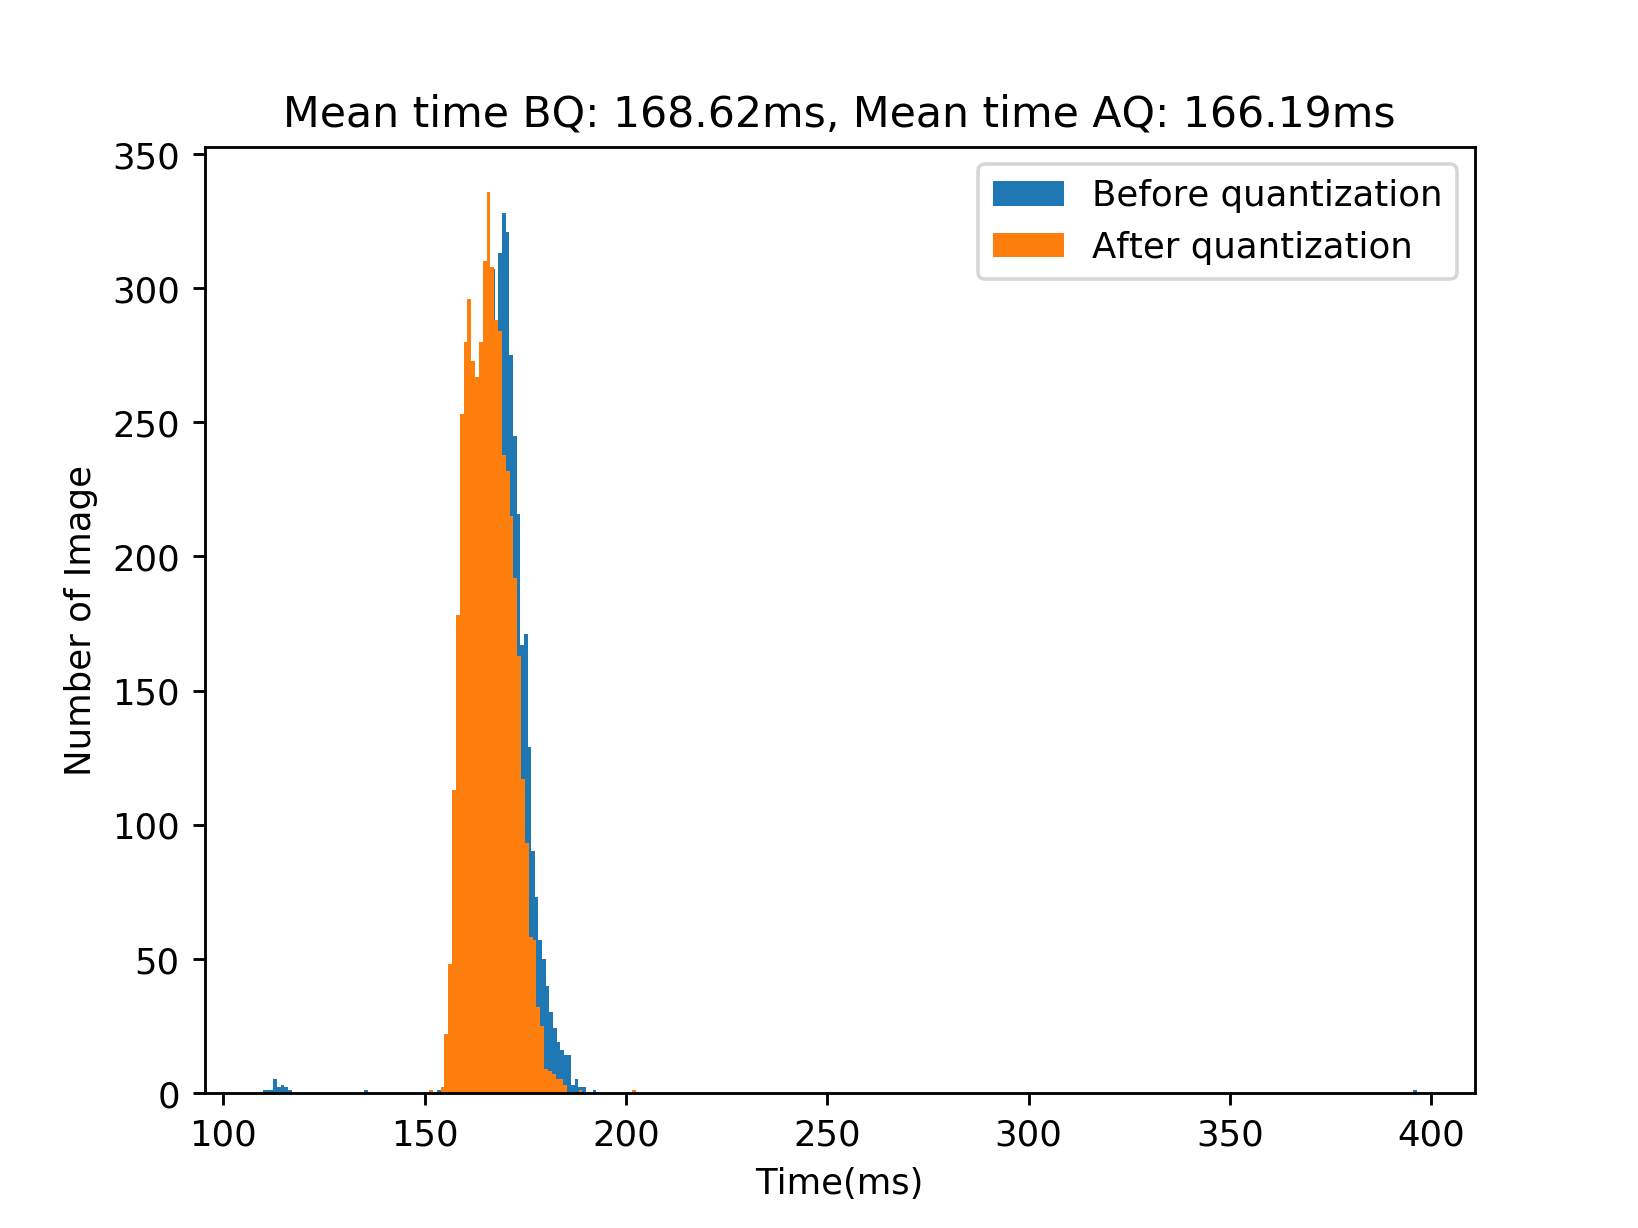 Mean time BQ: 168.62ms, Mean time AQ: 166.19ms
Before quantization
After quantization
Number of Image
350
300
250
200
150
100
50
0
100 150 200 250 300 350 400
Time(ms)